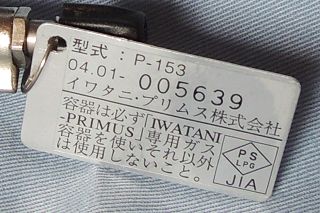 型式：P-153
04.01-005639
イワタニ・プリムス株式会社
容器は必ず「IWATANI
-PRIMUS」専用ガス
容器を使いそれ以外
は使用しないこと。
PS
LPG
JIA